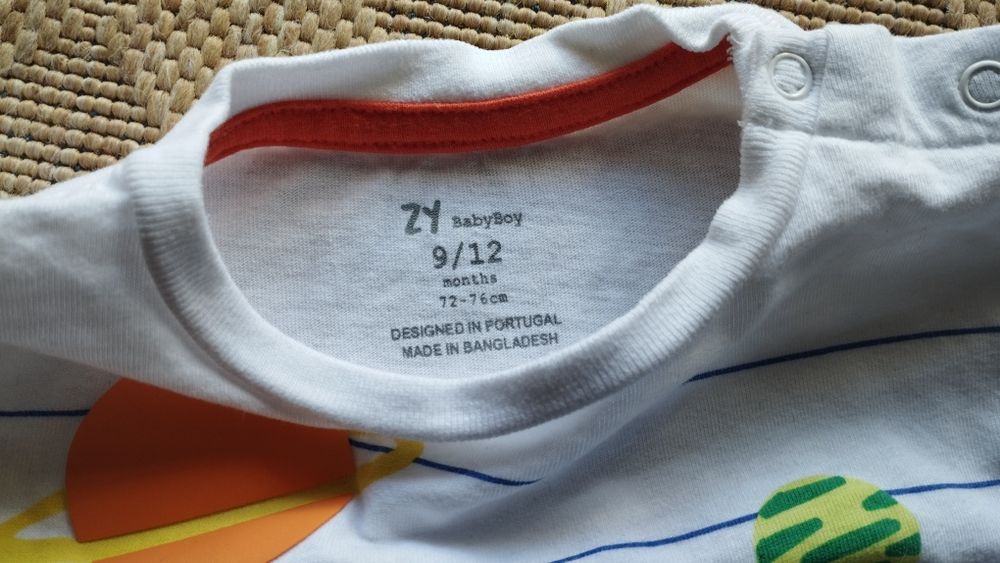 ZY BabyBoy
9/12
months
72-76cm
DESIGNED IN PORTUGAL
MADE IN BANGLADESH